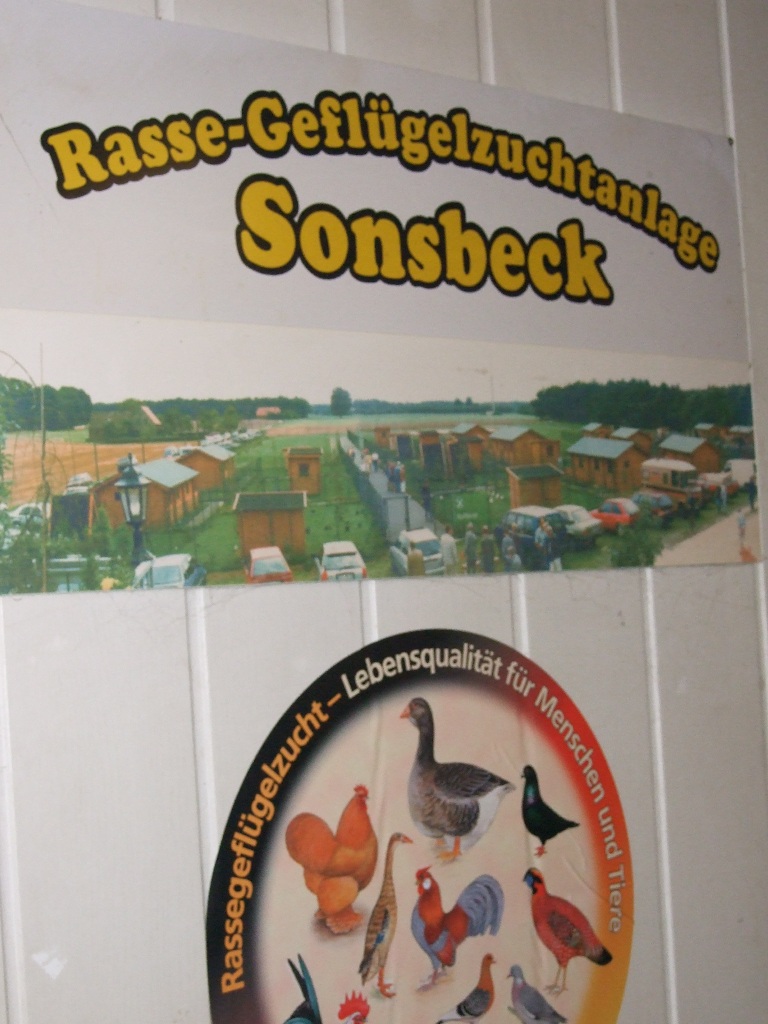 Rasse-Geflügelzuchtanlage
Sonsbeck
Rassegeflügelzucht – Lebensqualität für Menschen und Tiere